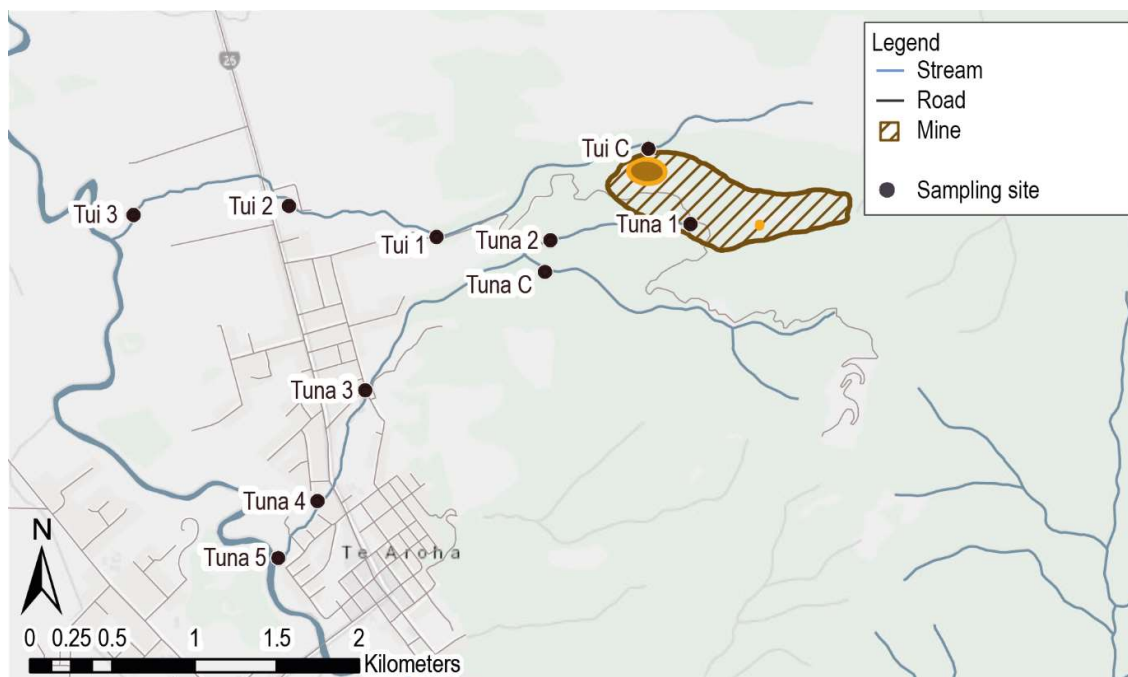 26
Legend
Stream
Road
Mine
Sampling site
Tui C
Tui 3
Tui 2
Tui 1
Tuna 1
Tuna 2
Tuna C
Tuna 3
Tuna 4
Te Aroha
Tuna 5
N
0 0.25 0.5 1 1.5 2
Kilometers